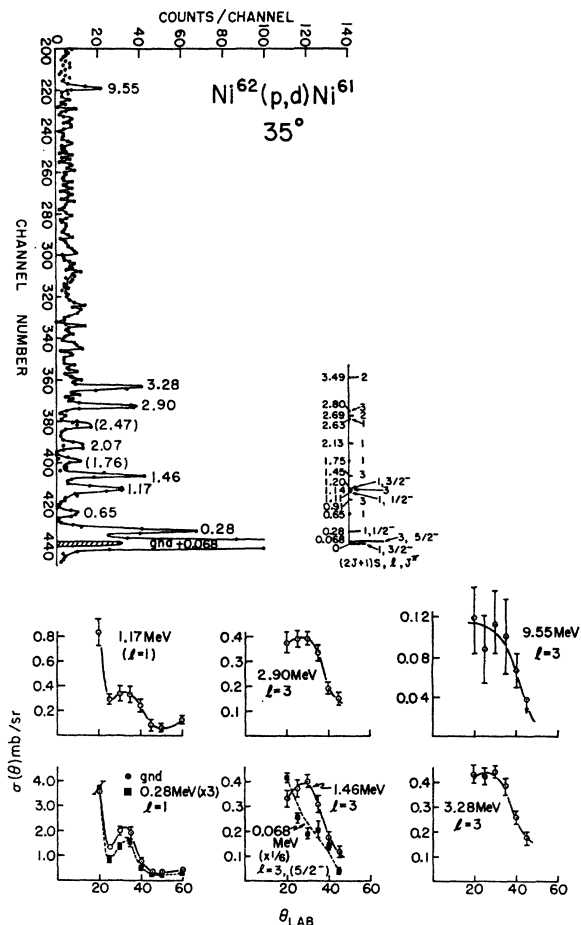 COUNTS / CHANNEL
0 20 40 60 80 100 120 140
200
220
240
260
280
300
320
340
360
380
400
420
440
CHANNEL NUMBER
Ni⁶²(p,d)Ni⁶¹
35°
9.55
3.28
2.90
(2.47)
2.07
(1.76)
1.46
1.17
0.65
0.28
gnd +0.068
3.49 2
2.80 3
2.69 2
2.63 1
2.13 1
1.75 1
1.45 3
1.20 1, 3/2⁻
1.14 3
1.11 1, 1/2⁻
0.91 3
0.65 1
0.28 1, 1/2⁻
0.068 3, 5/2⁻
0 1, 3/2⁻
(2J+1)S, ℓ, Jπ
σ(θ) mb/sr
0.8
0.6
0.4
0.2
1.17 MeV
(ℓ=1)
0.4
0.3
0.2
0.1
2.90 MeV
ℓ=3
0.12
0.08
0.04
9.55 MeV
ℓ=3
4.0
3.0
2.0
1.0
gnd
0.28 MeV (x3)
ℓ=1
20 40 60
0.4
0.3
0.2
0.1
1.46 MeV
ℓ=3
0.068
MeV
(x1/6)
ℓ=3, (5/2⁻)
20 40 60
0.4
0.3
0.2
0.1
3.28 MeV
ℓ=3
20 40 60
θLAB